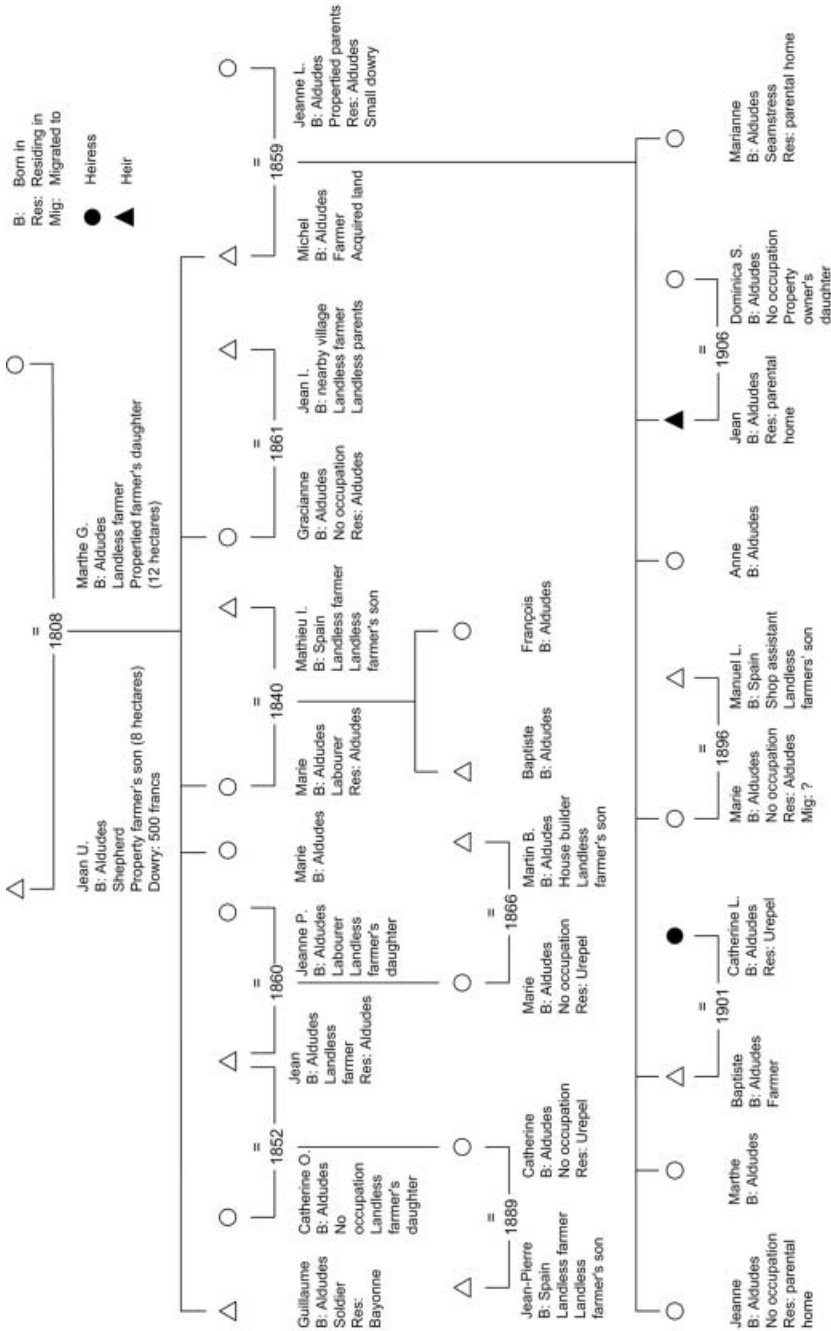 B: Born in
Res: Residing in
Mig: Migrated to
Heiress
Heir
=
1808
Jean U.
B: Aldudes
Shepherd
Property farmer's son (8 hectares)
Dowry: 500 francs
Marthe G.
B: Aldudes
Landless farmer
Propertied farmer's daughter
(12 hectares)
=
1852
=
1860
=
1840
=
1861
=
1859
Guillaume
B: Aldudes
Soldier
Res:
Bayonne
Catherine O.
B: Aldudes
No
occupation
Landless
farmer's
daughter
Jean
B: Aldudes
Landless
farmer
Res: Aldudes
Jeanne P.
B: Aldudes
Labourer
Landless
farmer's
daughter
Marie
B: Aldudes
Marie
B: Aldudes
Labourer
Res: Aldudes
Mathieu I.
B: Spain
Landless farmer
Landless
farmer's son
Gracianne
B: Aldudes
No occupation
Res: Aldudes
Jean I.
B: nearby village
Landless farmer
Landless parents
Michel
B: Aldudes
Farmer
Acquired land
Jeanne L.
B: Aldudes
Propertied parents
Res: Aldudes
Small dowry
=
1889
=
1866
Jean-Pierre
B: Spain
Landless farmer
Landless
farmer's son
Catherine
B: Aldudes
No occupation
Res: Urepel
Marie
B: Aldudes
No occupation
Res: Urepel
Martin B.
B: Aldudes
House builder
Landless
farmer's son
Baptiste
B: Aldudes
François
B: Aldudes
=
1901
=
1896
=
1906
Jeanne
B: Aldudes
No occupation
Res: parental
home
Marthe
B: Aldudes
Baptiste
B: Aldudes
Farmer
Catherine L.
B: Aldudes
Res: Urepel
Marie
B: Aldudes
No occupation
Res: Aldudes
Mig: ?
Manuel L.
B: Spain
Shop assistant
Landless
farmers' son
Anne
B: Aldudes
Jean
B: Aldudes
Res: parental
home
Dominica S.
B: Aldudes
No occupation
Property
owner's
daughter
Marianne
B: Aldudes
Seamstress
Res: parental home